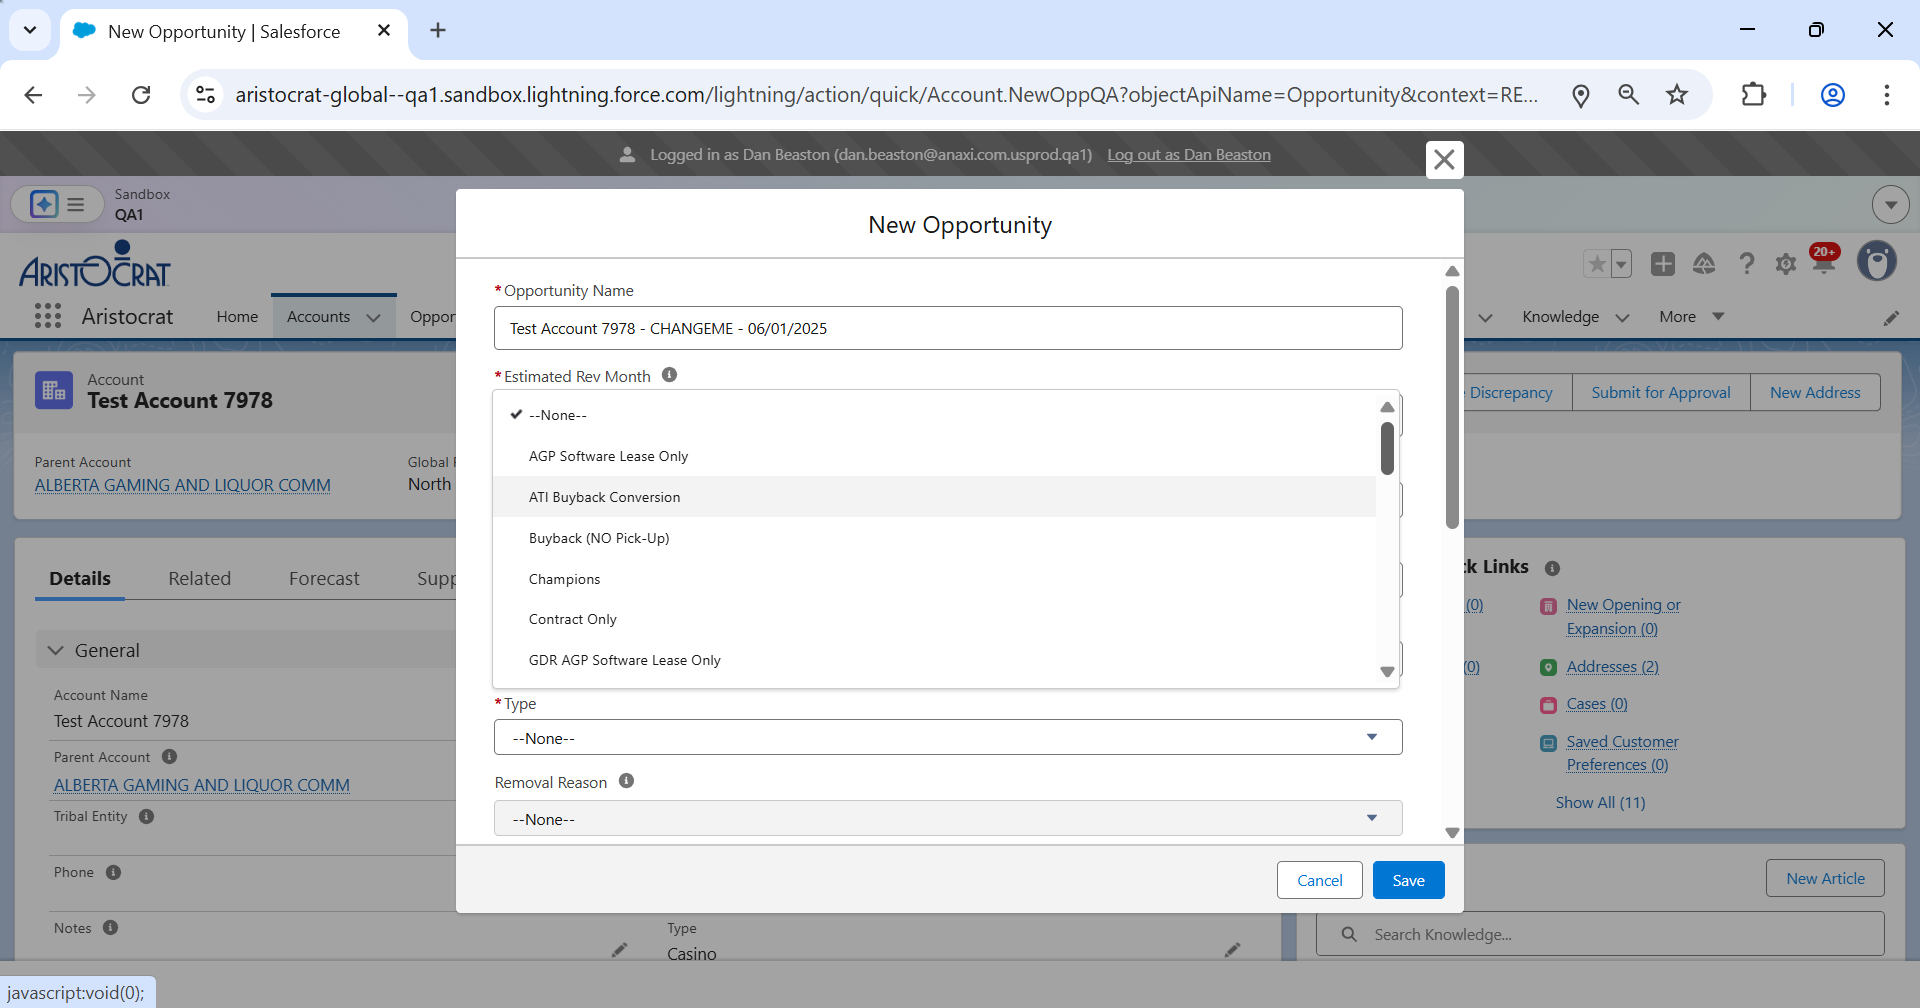 New Opportunity | Salesforce
aristocrat-global--qa1.sandbox.lightning.force.com/lightning/action/quick/Account.NewOppQA?objectApiName=Opportunity&context=RE...
Logged in as Dan Beaston (dan.beaston@anaxi.com.usprod.qa1) Log out as Dan Beaston
Sandbox
QA1
New Opportunity
ARISTOCRAT
20+
Aristocrat
Home
Accounts
Oppor
Knowledge
More
*Opportunity Name
Test Account 7978 - CHANGEME - 06/01/2025
*Estimated Rev Month
Account
Test Account 7978
Discrepancy
Submit for Approval
New Address
Parent Account
ALBERTA GAMING AND LIQUOR COMM
Global
North
--None--
AGP Software Lease Only
ATI Buyback Conversion
Buyback (NO Pick-Up)
Champions
Contract Only
GDR AGP Software Lease Only
Details
Related
Forecast
Supp
General
Account Name
Test Account 7978
Parent Account
ALBERTA GAMING AND LIQUOR COMM
Tribal Entity
Phone
Notes
*Type
--None--
Removal Reason
--None--
Cancel
Save
Type
Casino
ck Links
(0)
New Opening or
Expansion (0)
(0)
Addresses (2)
Cases (0)
Saved Customer
Preferences (0)
Show All (11)
New Article
Search Knowledge...
javascript:void(0);